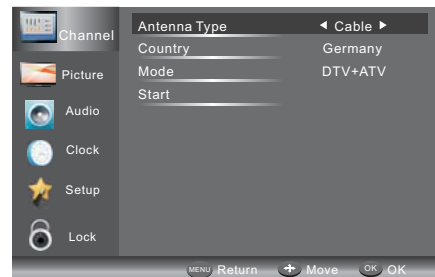 Channel
Picture
Audio
Clock
Setup
Lock
Antenna Type Cable
Country Germany
Mode DTV+ATV
Start
MENU Return Move OK OK